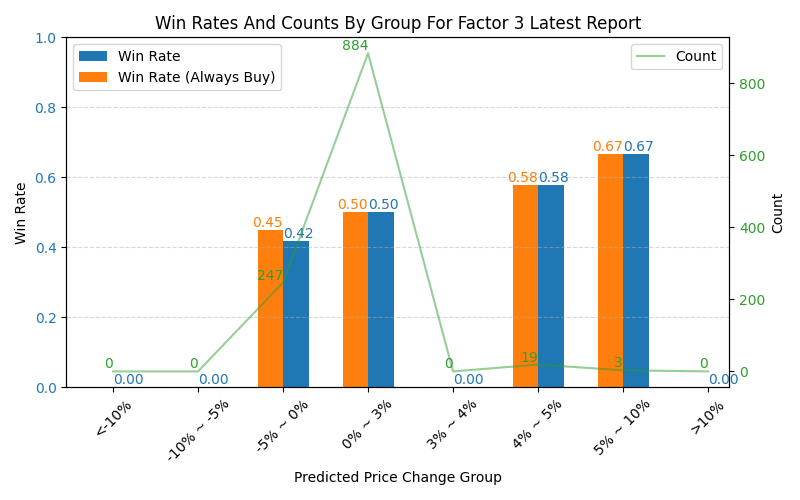 Win Rates And Counts By Group For Factor 3 Latest Report
Win Rate
Win Rate (Always Buy)
Count
Win Rate
1.0
0.8
0.6
0.4
0.2
0.0
Count
800
600
400
200
0
0
0
247
884
0
19
3
0
0.00
0.00
0.45
0.42
0.50
0.50
0.00
0.58
0.58
0.67
0.67
0.00
<-10%
-10% ~ -5%
-5% ~ 0%
0% ~ 3%
3% ~ 4%
4% ~ 5%
5% ~ 10%
>10%
Predicted Price Change Group